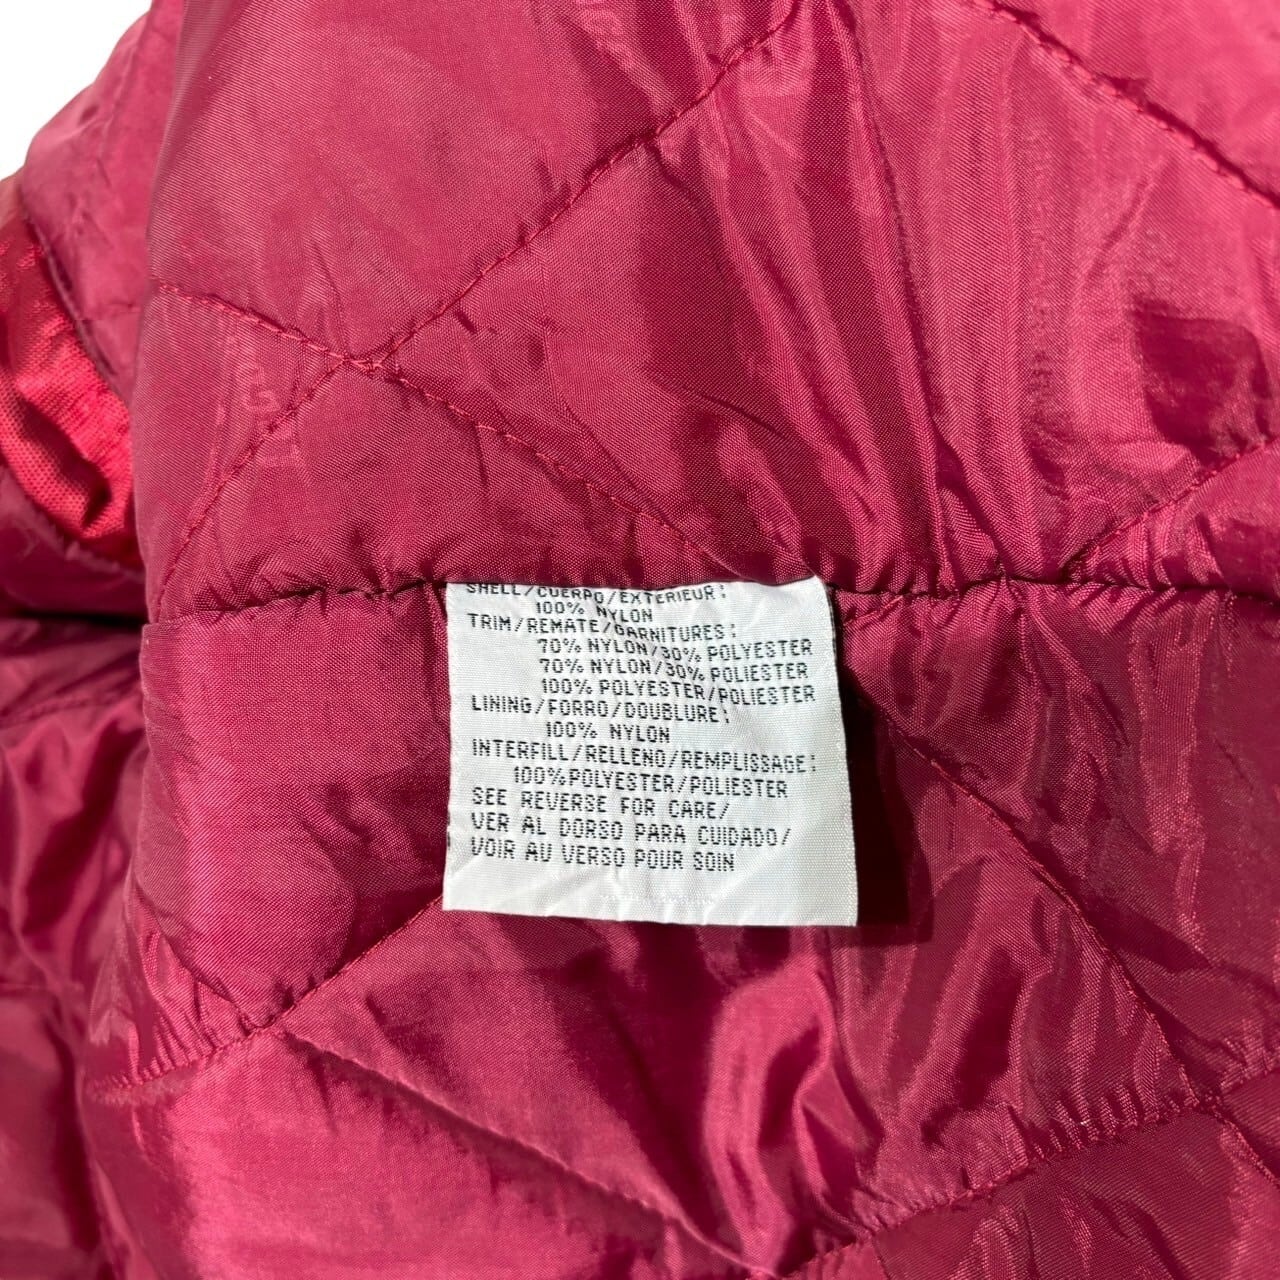 SHELL/CUERPO/EXTERIEUR:
100% NYLON
TRIM/REMATE/GARNITURES:
70% NYLON/30% POLYESTER
70% NYLON/30% POLIESTER
100% POLYESTER/POLIESTER
LINING/FORRO/DOUBLURE:
100% NYLON
INTERFILL/RELLENO/REMPLISSAGE:
100%POLYESTER/POLIESTER
SEE REVERSE FOR CARE/
VER AL DORSO PARA CUIDADO/
VOIR AU VERSO POUR SOIN